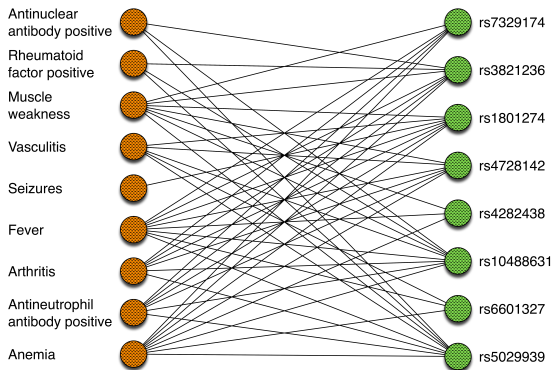 Antinuclear
antibody positive
Rheumatoid
factor positive
Muscle
weakness
Vasculitis
Seizures
Fever
Arthritis
Antineutrophil
antibody positive
Anemia
rs7329174
rs3821236
rs1801274
rs4728142
rs4282438
rs10488631
rs6601327
rs5029939